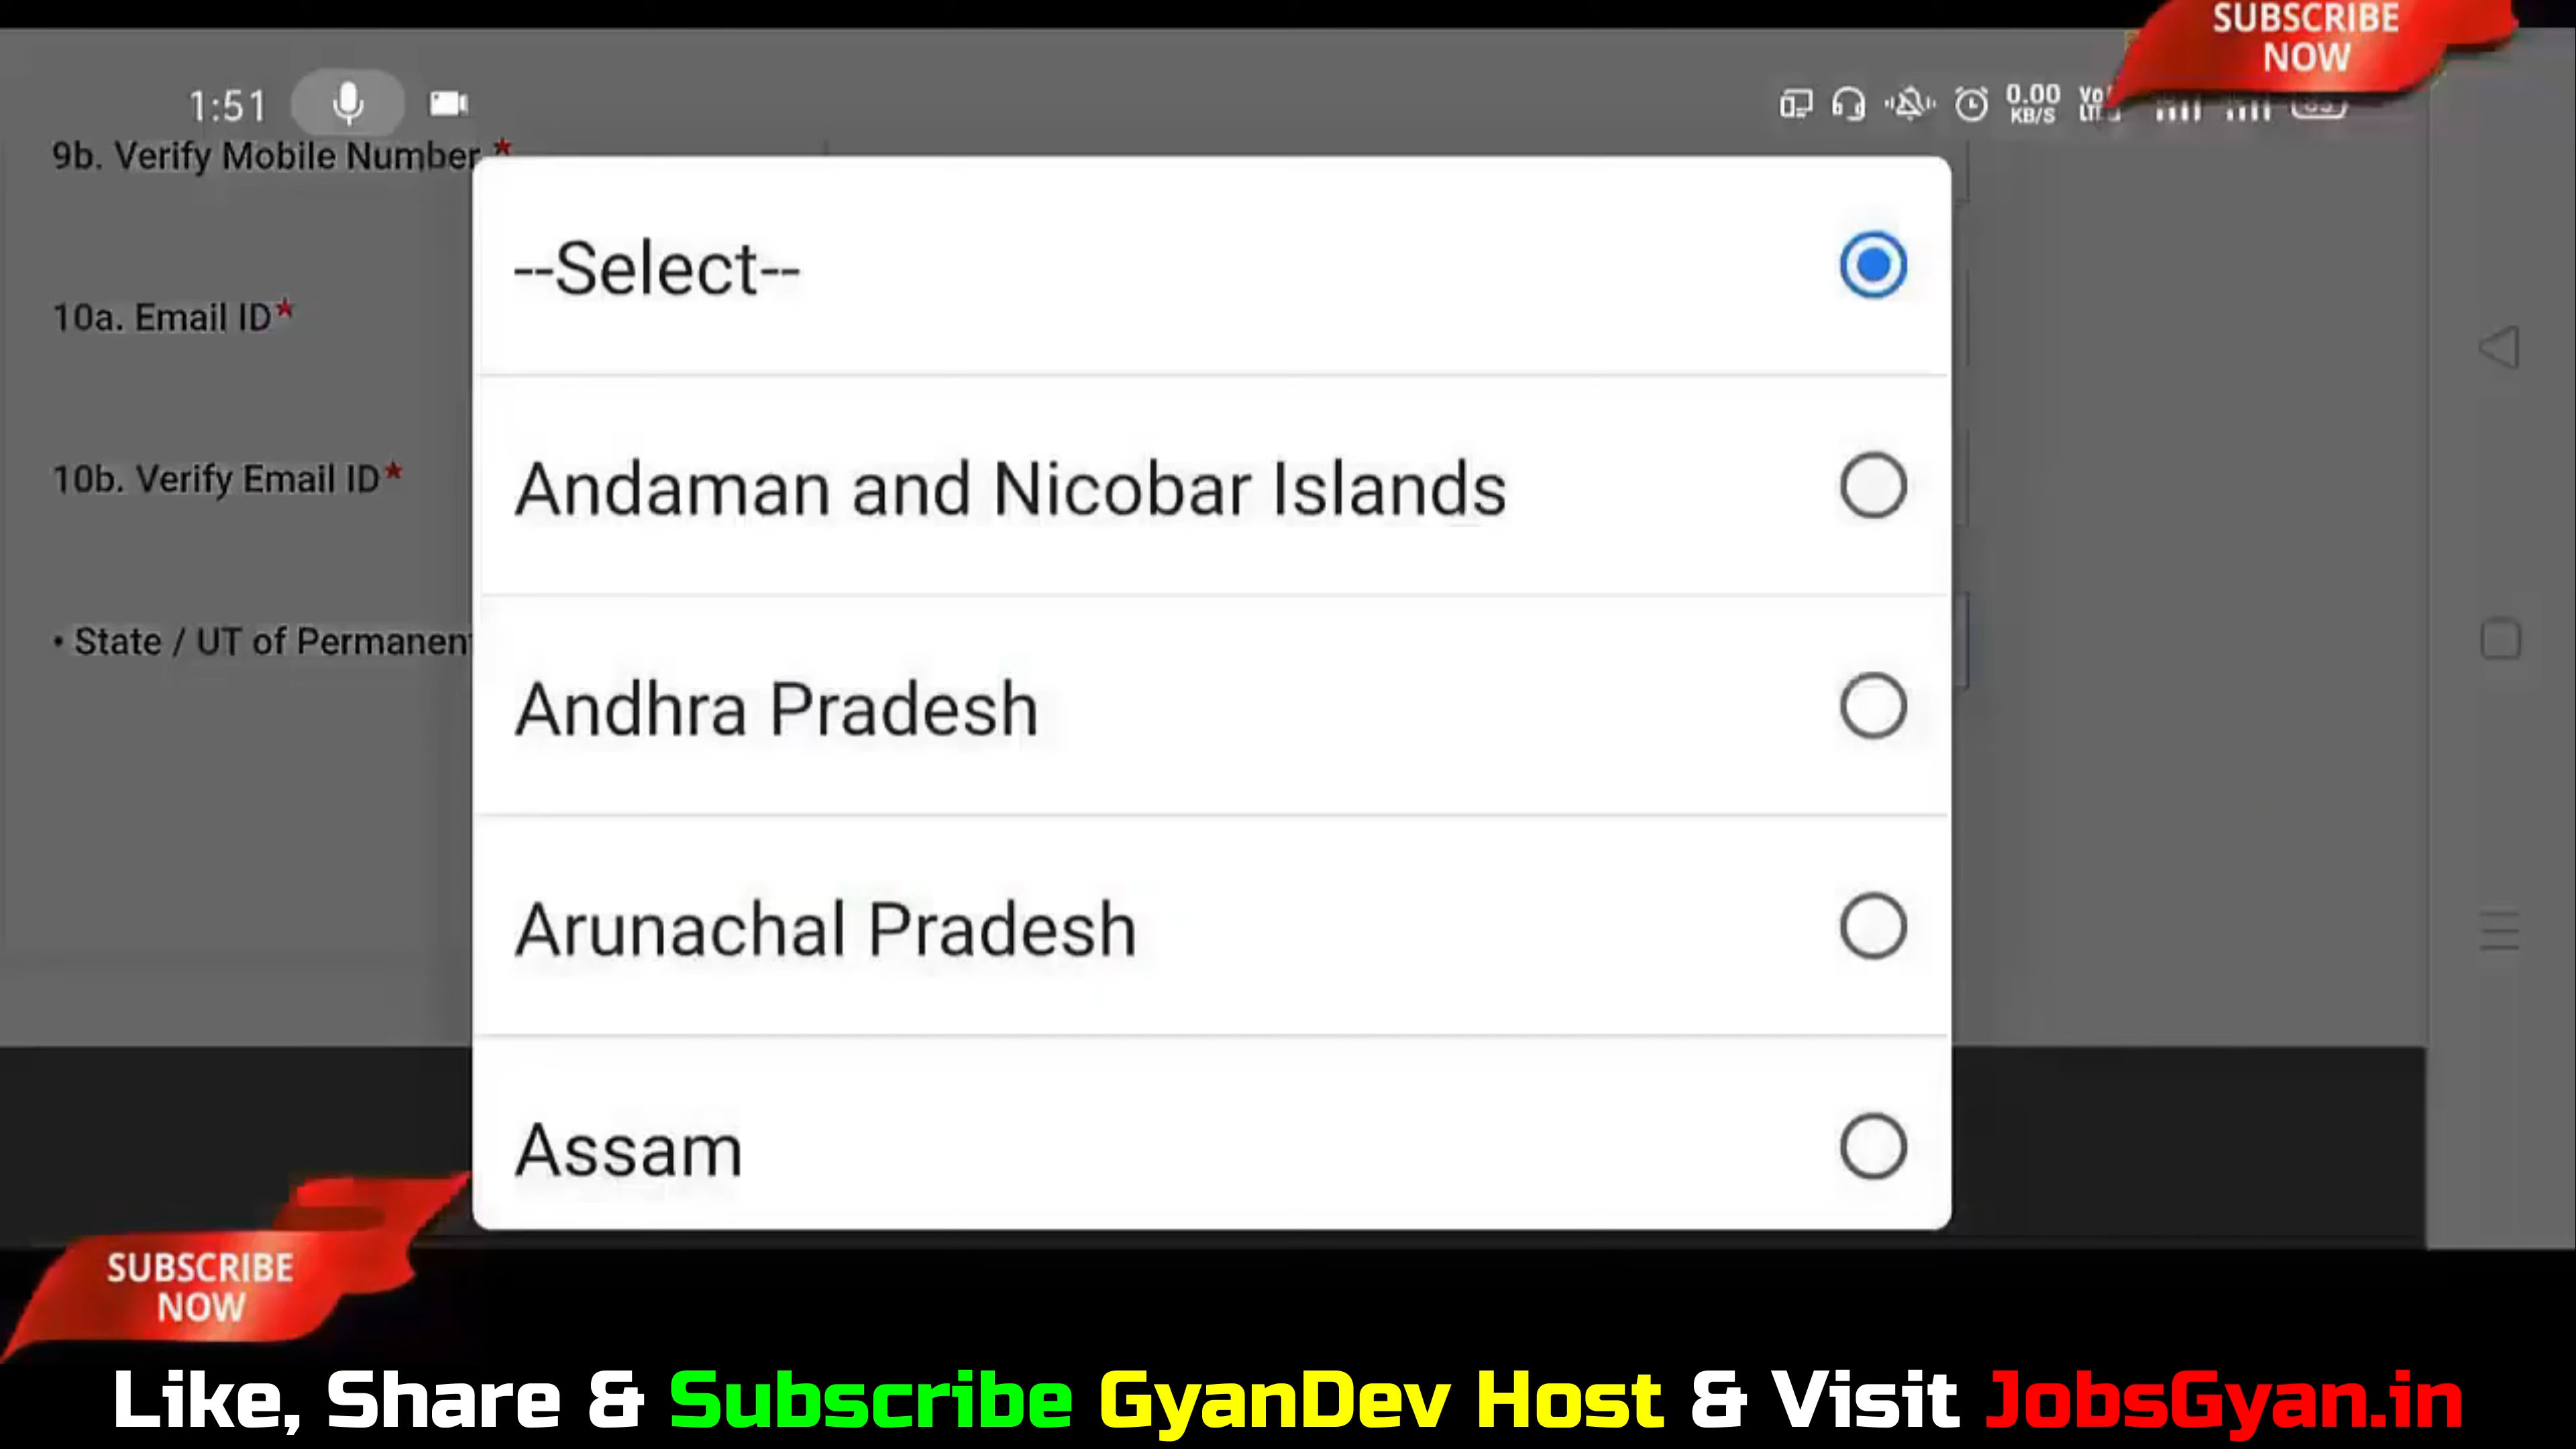 SUBSCRIBE
NOW
1:51
0.00
KB/S
9b. Verify Mobile Number *
10a. Email ID*
10b. Verify Email ID*
• State / UT of Permanent
--Select--
Andaman and Nicobar Islands
Andhra Pradesh
Arunachal Pradesh
Assam
SUBSCRIBE
NOW
Like, Share & Subscribe GyanDev Host & Visit JobsGyan.in